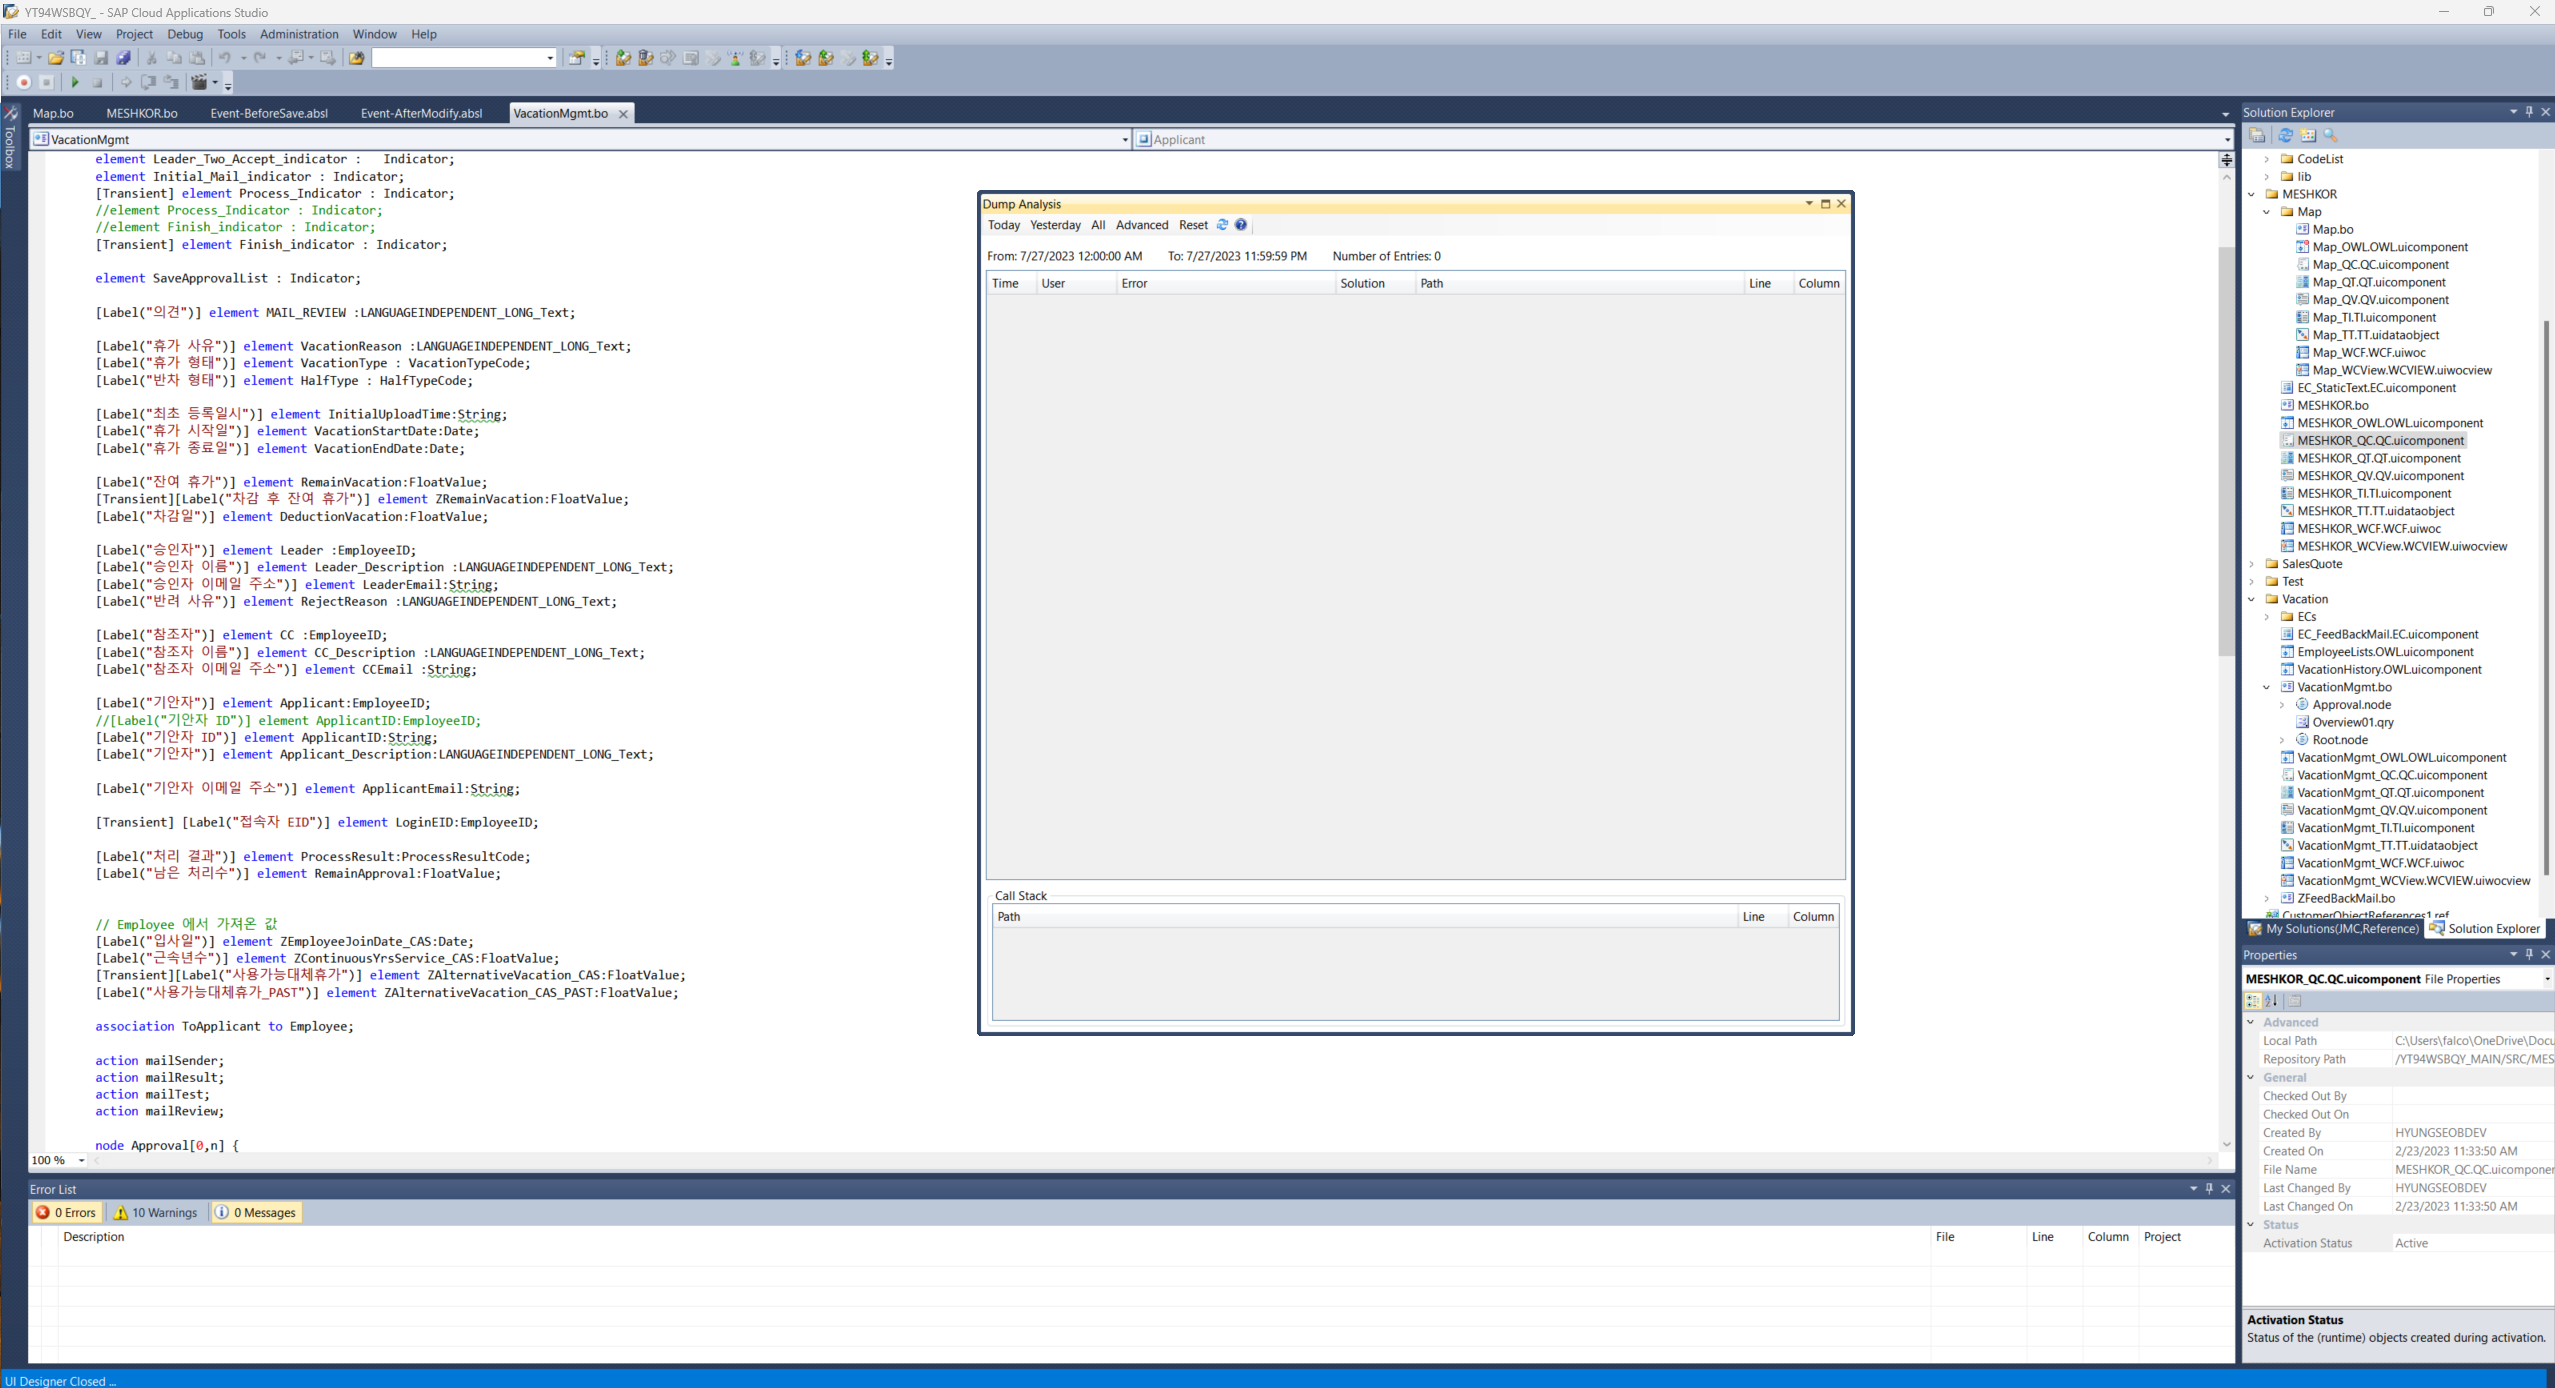 YT94WSBQY_ - SAP Cloud Applications Studio
File Edit View Project Debug Tools Administration Window Help
Toolbox
Map.bo MESHKOR.bo Event-BeforeSave.absl Event-AfterModify.absl VacationMgmt.bo
VacationMgmt
Applicant
element Leader_Two_Accept_indicator : Indicator;
element Initial_Mail_indicator : Indicator;
[Transient] element Process_Indicator : Indicator;
//element Process_Indicator : Indicator;
//element Finish_indicator : Indicator;
[Transient] element Finish_indicator : Indicator;
element SaveApprovalList : Indicator;
[Label("의견")] element MAIL_REVIEW :LANGUAGEINDEPENDENT_LONG_Text;
[Label("휴가 사유")] element VacationReason :LANGUAGEINDEPENDENT_LONG_Text;
[Label("휴가 형태")] element VacationType : VacationTypeCode;
[Label("반차 형태")] element HalfType : HalfTypeCode;
[Label("최초 등록일시")] element InitialUploadTime:String;
[Label("휴가 시작일")] element VacationStartDate:Date;
[Label("휴가 종료일")] element VacationEndDate:Date;
[Label("잔여 휴가")] element RemainVacation:FloatValue;
[Transient][Label("차감 후 잔여 휴가")] element ZRemainVacation:FloatValue;
[Label("차감일")] element DeductionVacation:FloatValue;
[Label("승인자")] element Leader :EmployeeID;
[Label("승인자 이름")] element Leader_Description :LANGUAGEINDEPENDENT_LONG_Text;
[Label("승인자 이메일 주소")] element LeaderEmail:String;
[Label("반려 사유")] element RejectReason :LANGUAGEINDEPENDENT_LONG_Text;
[Label("참조자")] element CC :EmployeeID;
[Label("참조자 이름")] element CC_Description :LANGUAGEINDEPENDENT_LONG_Text;
[Label("참조자 이메일 주소")] element CCEmail :String;
[Label("기안자")] element Applicant:EmployeeID;
//[Label("기안자 ID")] element ApplicantID:EmployeeID;
[Label("기안자 ID")] element ApplicantID:String;
[Label("기안자")] element Applicant_Description:LANGUAGEINDEPENDENT_LONG_Text;
[Label("기안자 이메일 주소")] element ApplicantEmail:String;
[Transient] [Label("접속자 EID")] element LoginEID:EmployeeID;
[Label("처리 결과")] element ProcessResult:ProcessResultCode;
[Label("남은 처리수")] element RemainApproval:FloatValue;
// Employee 에서 가져온 값
[Label("입사일")] element ZEmployeeJoinDate_CAS:Date;
[Label("근속년수")] element ZContinuousYrsService_CAS:FloatValue;
[Transient][Label("사용가능대체휴가")] element ZAlternativeVacation_CAS:FloatValue;
[Label("사용가능대체휴가_PAST")] element ZAlternativeVacation_CAS_PAST:FloatValue;
association ToApplicant to Employee;
action mailSender;
action mailResult;
action mailTest;
action mailReview;
node Approval[0,n] {
100 %
Dump Analysis
Today Yesterday All Advanced Reset
From: 7/27/2023 12:00:00 AM To: 7/27/2023 11:59:59 PM Number of Entries: 0
Time User Error Solution Path Line Column
Call Stack
Path Line Column
Error List
0 Errors 10 Warnings 0 Messages
Description File Line Column Project
UI Designer Closed ...
Solution Explorer
CodeList
lib
MESHKOR
Map
Map.bo
Map_OWL.OWL.uicomponent
Map_QC.QC.uicomponent
Map_QT.QT.uicomponent
Map_QV.QV.uicomponent
Map_TI.TI.uicomponent
Map_TT.TT.uidataobject
Map_WCF.WCF.uiwoc
Map_WCView.WCVIEW.uiwocview
EC_StaticText.EC.uicomponent
MESHKOR.bo
MESHKOR_OWL.OWL.uicomponent
MESHKOR_QC.QC.uicomponent
MESHKOR_QT.QT.uicomponent
MESHKOR_QV.QV.uicomponent
MESHKOR_TI.TI.uicomponent
MESHKOR_TT.TT.uidataobject
MESHKOR_WCF.WCF.uiwoc
MESHKOR_WCView.WCVIEW.uiwocview
SalesQuote
Test
Vacation
ECs
EC_FeedBackMail.EC.uicomponent
EmployeeLists.OWL.uicomponent
VacationHistory.OWL.uicomponent
VacationMgmt.bo
Approval.node
Overview01.qry
Root.node
VacationMgmt_OWL.OWL.uicomponent
VacationMgmt_QC.QC.uicomponent
VacationMgmt_QT.QT.uicomponent
VacationMgmt_QV.QV.uicomponent
VacationMgmt_TI.TI.uicomponent
VacationMgmt_TT.TT.uidataobject
VacationMgmt_WCF.WCF.uiwoc
VacationMgmt_WCView.WCVIEW.uiwocview
ZFeedBackMail.bo
CustomerObjectReferences1.ref
My Solutions(JMC,Reference) Solution Explorer
Properties
MESHKOR_QC.QC.uicomponent File Properties
Advanced
Local Path C:\Users\falco\OneDrive\Docu
Repository Path /YT94WSBQY_MAIN/SRC/MES
General
Checked Out By
Checked Out On
Created By HYUNGSEOBDEV
Created On 2/23/2023 11:33:50 AM
File Name MESHKOR_QC.QC.uicomponer
Last Changed By HYUNGSEOBDEV
Last Changed On 2/23/2023 11:33:50 AM
Status
Activation Status Active
Activation Status
Status of the (runtime) objects created during activation.